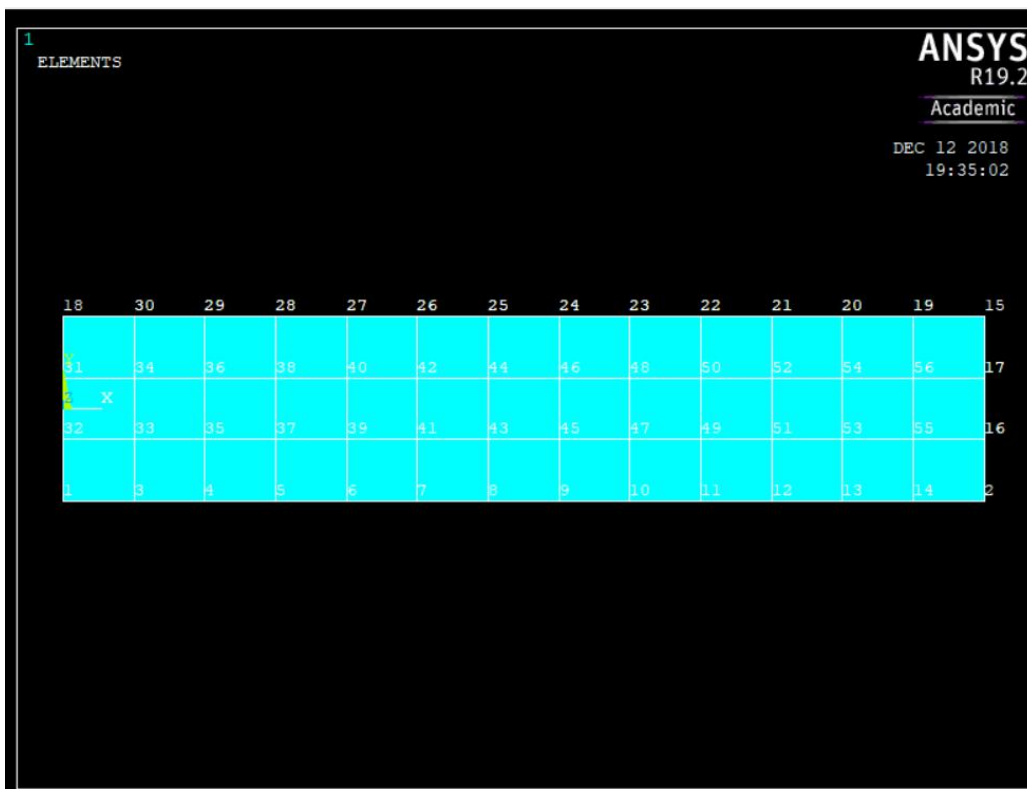 1
ELEMENTS
ANSYS
R19.2
Academic
DEC 12 2018
19:35:02
18 30 29 28 27 26 25 24 23 22 21 20 19 15
Y
31 34 36 38 40 42 44 46 48 50 52 54 56 17
Z X
32 33 35 37 39 41 43 45 47 49 51 53 55 16
1 3 4 5 6 7 8 9 10 11 12 13 14 2